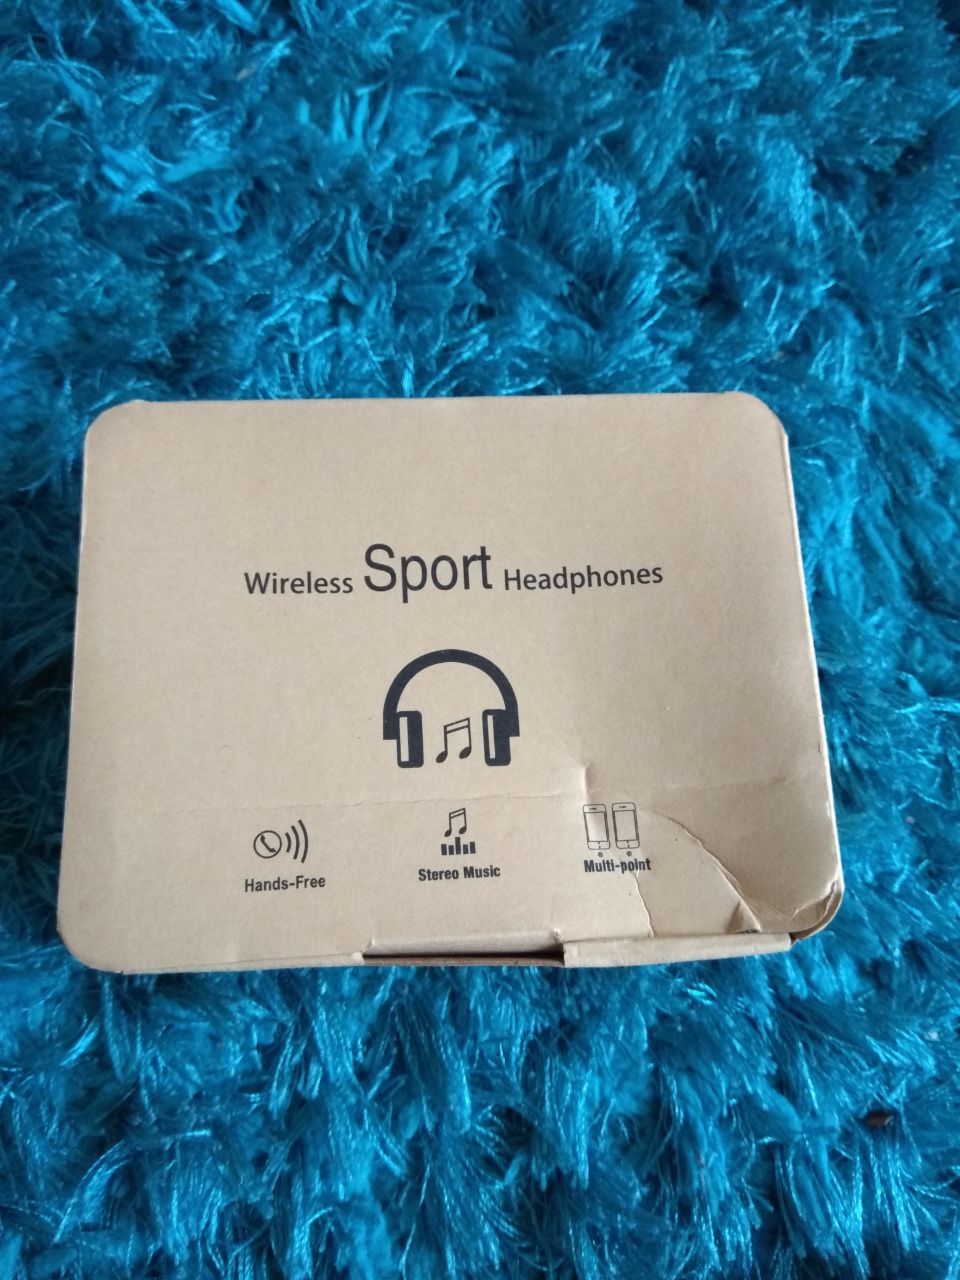 Wireless Sport Headphones
Hands-Free
Stereo Music
Multi-point